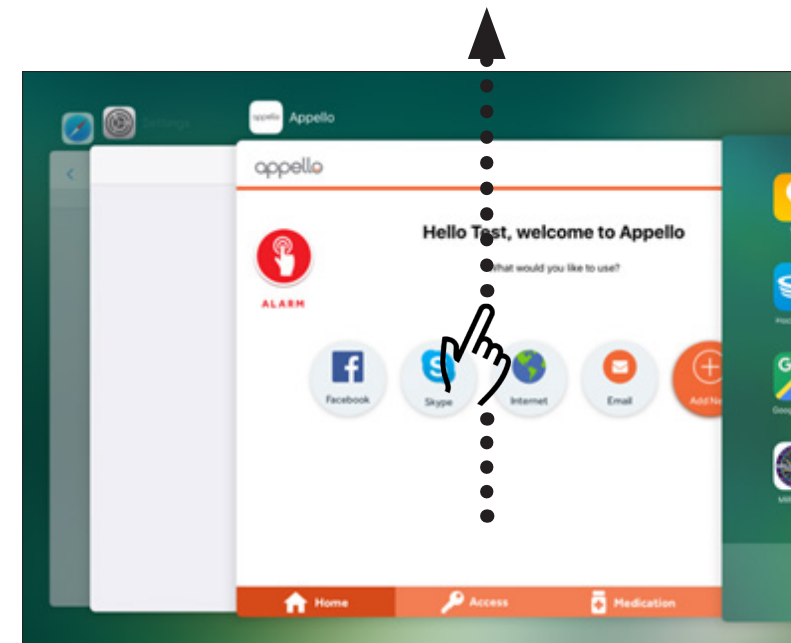 Settings
appello Appello
appello
Hello Test, welcome to Appello
What would you like to use?
ALARM
Facebook
Skype
Internet
Email
Home
Access
Medication